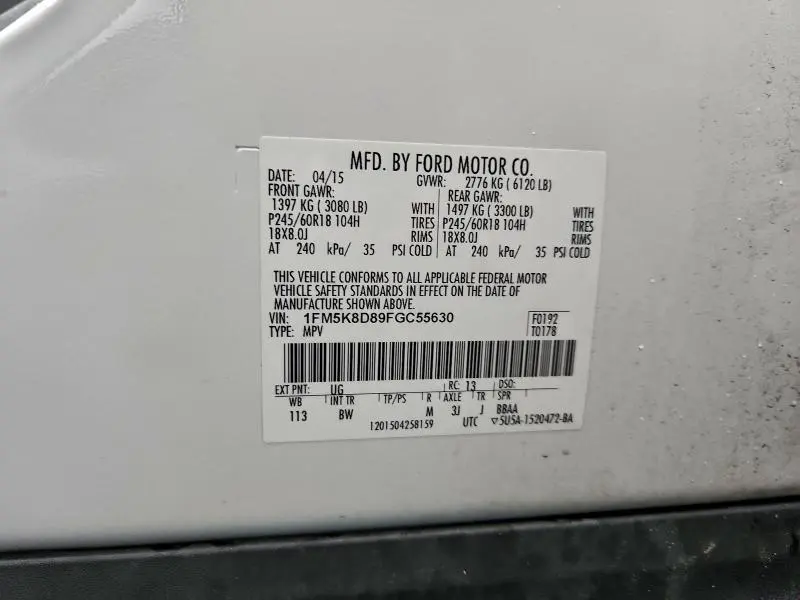 MFD. BY FORD MOTOR CO.
DATE: 04/15 GVWR: 2776 KG ( 6120 LB)
FRONT GAWR: REAR GAWR:
1397 KG ( 3080 LB) WITH 1497 KG ( 3300 LB) WITH
P245/60R18 104H TIRES P245/60R18 104H TIRES
18X8.0J RIMS 18X8.0J RIMS
AT 240 kPa/ 35 PSI COLD AT 240 kPa/ 35 PSI COLD
THIS VEHICLE CONFORMS TO ALL APPLICABLE FEDERAL MOTOR
VEHICLE SAFETY STANDARDS IN EFFECT ON THE DATE OF
MANUFACTURE SHOWN ABOVE.
VIN: 1FM5K8D89FGC55630 F0192
TYPE: MPV T0178
EXT PNT: UG RC: 13 DSO:
WB INT TR TP/PS R AXLE TR SPR
113 BW M 3J J BBAA
1201504258159 UTC ▽5U5A-1520472-BA